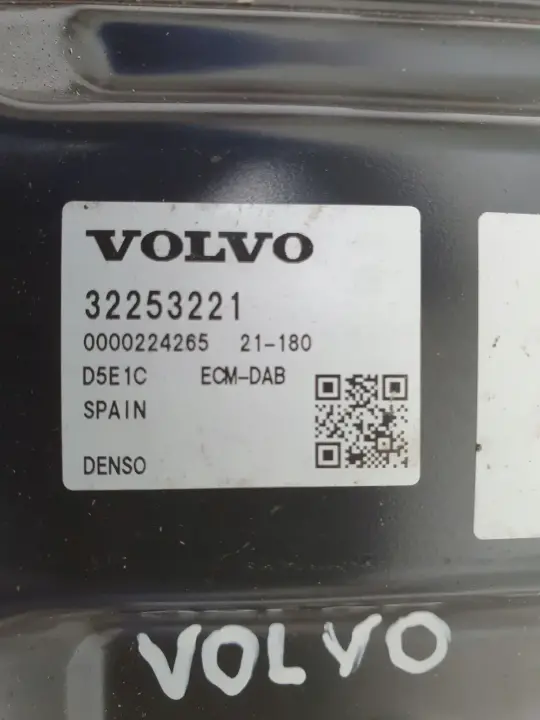 VOLVO
32253221
0000224265 21-180
D5E1C ECM-DAB
SPAIN
DENSO
VOLVO